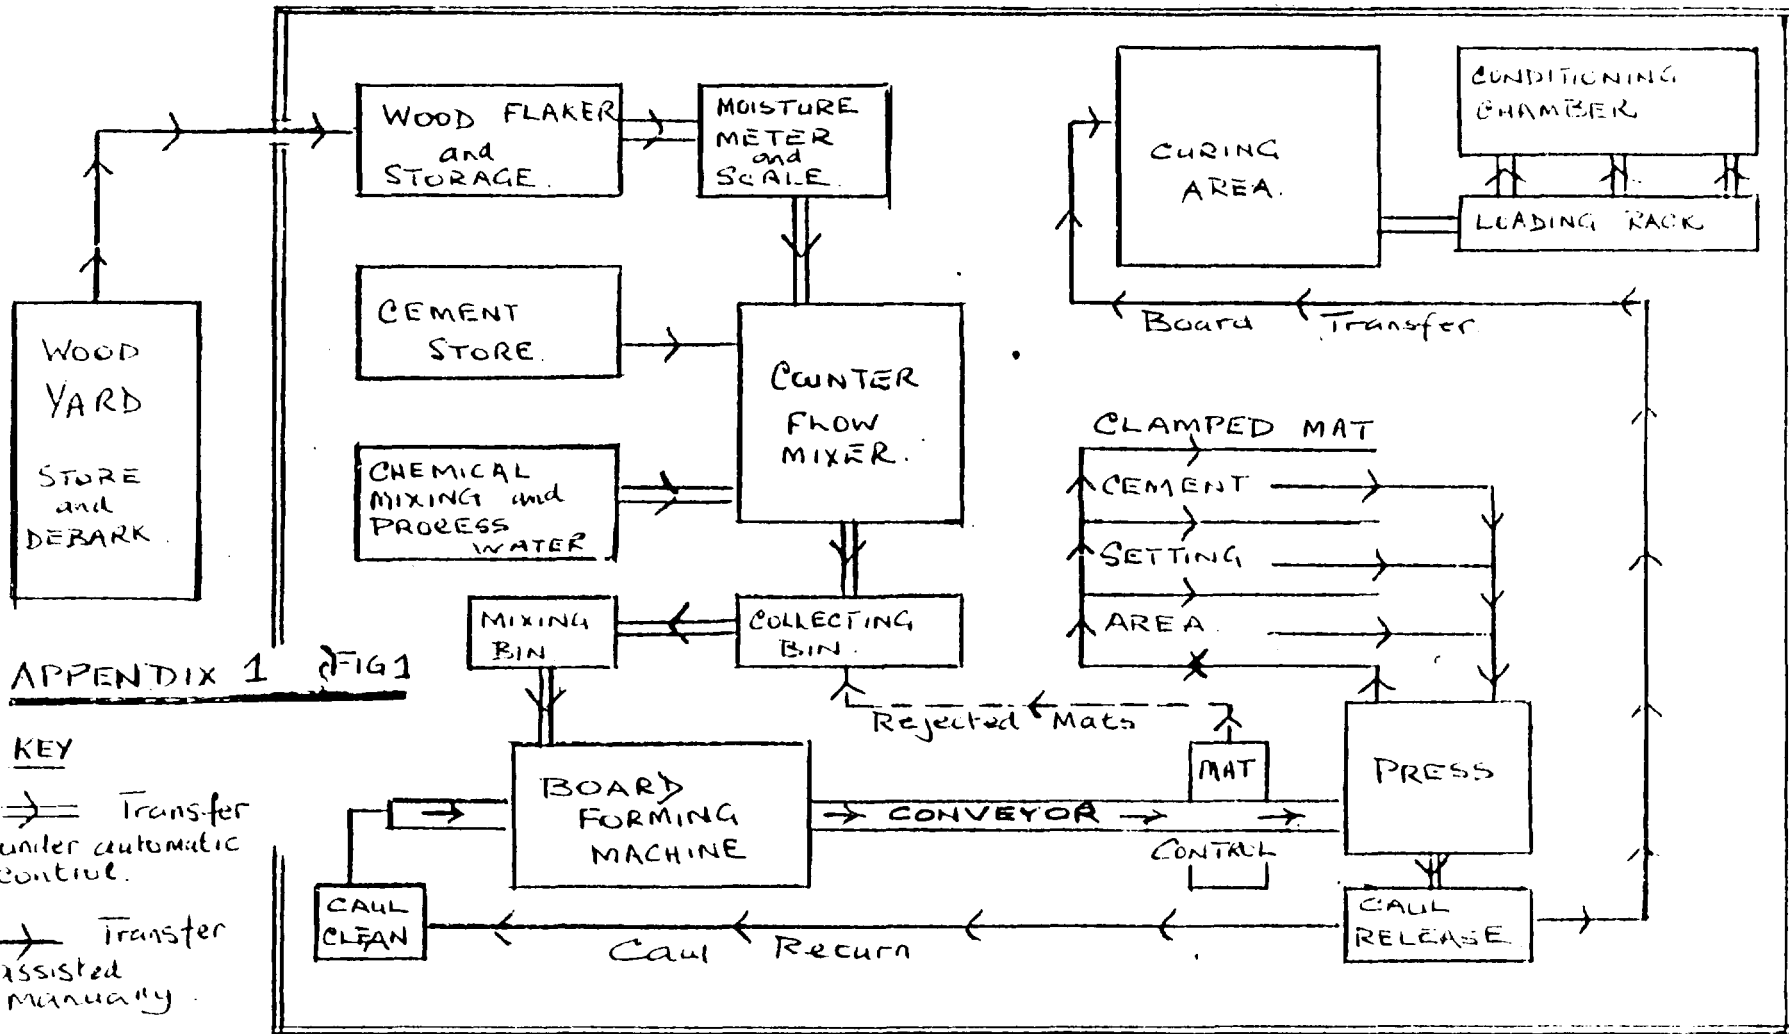 WOOD FLAKER
and
STORAGE.
MOISTURE
METER
and
SCALE.
CURING
AREA.
CONDITIONING
CHAMBER
LOADING RACK
WOOD
YARD
STORE
and
DEBARK.
CEMENT
STORE.
COUNTER
FLOW
MIXER.
Board Transfer
CHEMICAL
MIXING and
PROCESS
WATER
CLAMPED MAT
CEMENT
SETTING
AREA.
MIXING
BIN
COLLECTING
BIN.
APPENDIX 1 FIG 1
Rejected Mats
KEY
Transfer
under automatic
control.
Transfer
assisted
manually.
BOARD
FORMING
MACHINE
CONVEYOR
MAT
CONTROL
PRESS
CAUL
CLEAN
Caul Return
CAUL
RELEASE